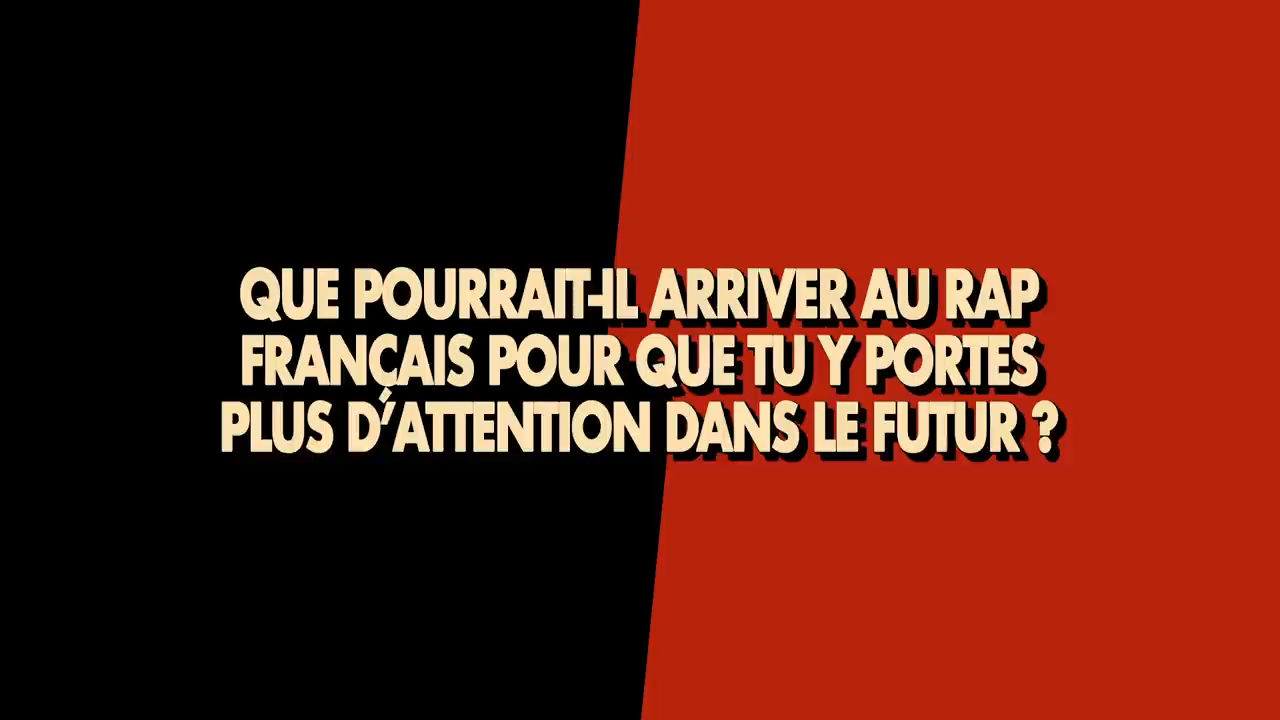 QUE POURRAIT-IL ARRIVER AU RAP
FRANÇAIS POUR QUE TU Y PORTES
PLUS D'ATTENTION DANS LE FUTUR ?